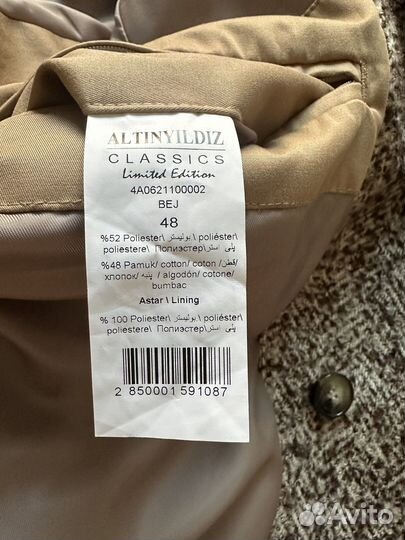 ALTINYILDIZ
CLASSICS
Limited Edition
4A0621100002
BEJ
48
%52 Poliester\ بوليستر \ poliéster\
poliestere\ Полиэстер\استر پلی
%48 Pamuk/ cotton/ coton /قطن/
хлопок/ پنبه / algodón/ cotone/
bumbac
Astar \ Lining
% 100 Poliester\ بوليستر \ poliéster\
poliestere\ Полиэстер\استر پلی
2 850001 591087
Avito